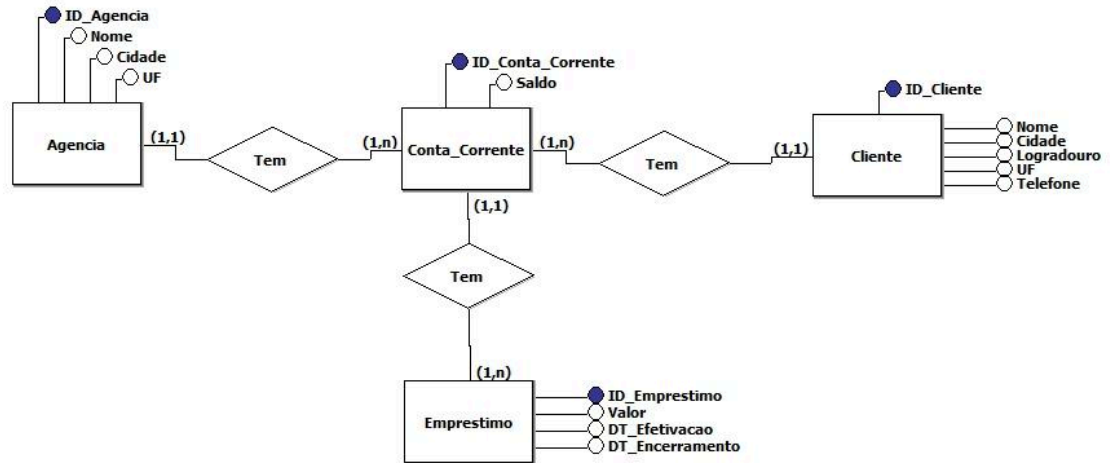 ID_Agencia
Nome
Cidade
UF
Agencia
(1,1)
Tem
(1,n)
ID_Conta_Corrente
Saldo
Conta_Corrente
(1,n)
Tem
(1,1)
ID_Cliente
Cliente
Nome
Cidade
Logradouro
UF
Telefone
(1,1)
Tem
(1,n)
Emprestimo
ID_Emprestimo
Valor
DT_Efetivacao
DT_Encerramento